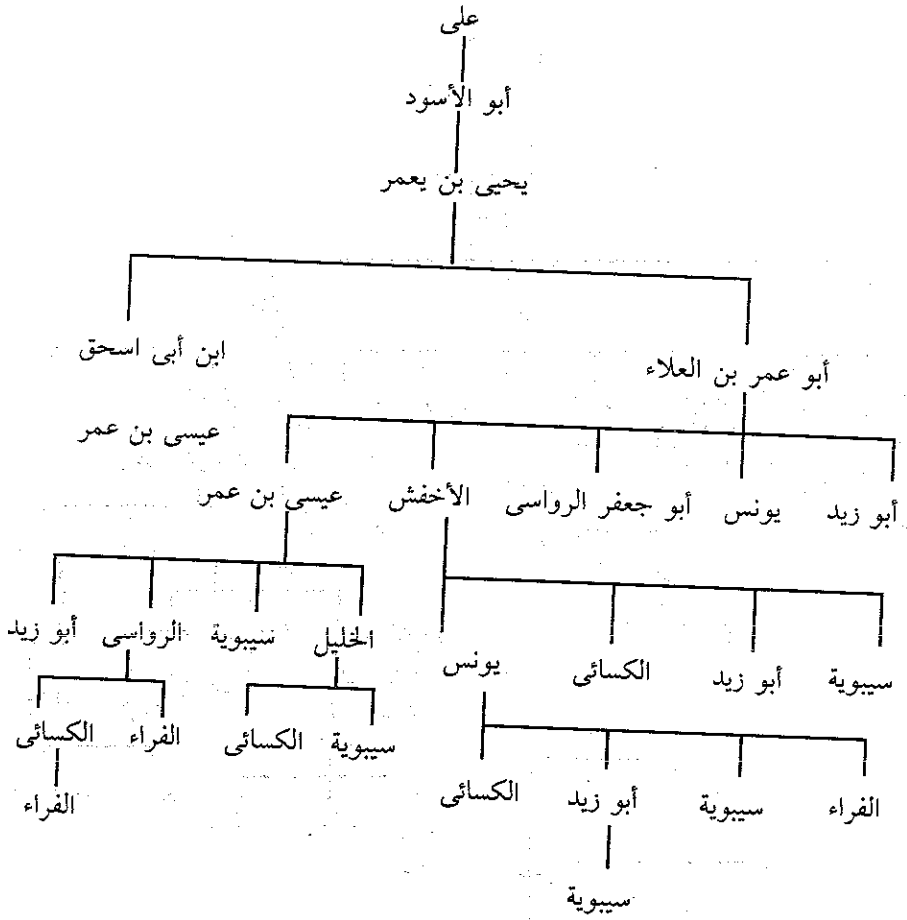 على
أبو الأسود
يحيى بن يعمر
أبو عمر بن العلاء
ابن أبى اسحق
عيسى بن عمر
أبو زيد
يونس
أبو جعفر الرواسى
الأخفش
عيسى بن عمر
سيبوية
أبو زيد
الكسائى
يونس
الخليل
سيبوية
الرواسى
أبو زيد
الفراء
سيبوية
أبو زيد
الكسائى
سيبوية
الكسائى
الفراء
الكسائى
سيبوية
الفراء